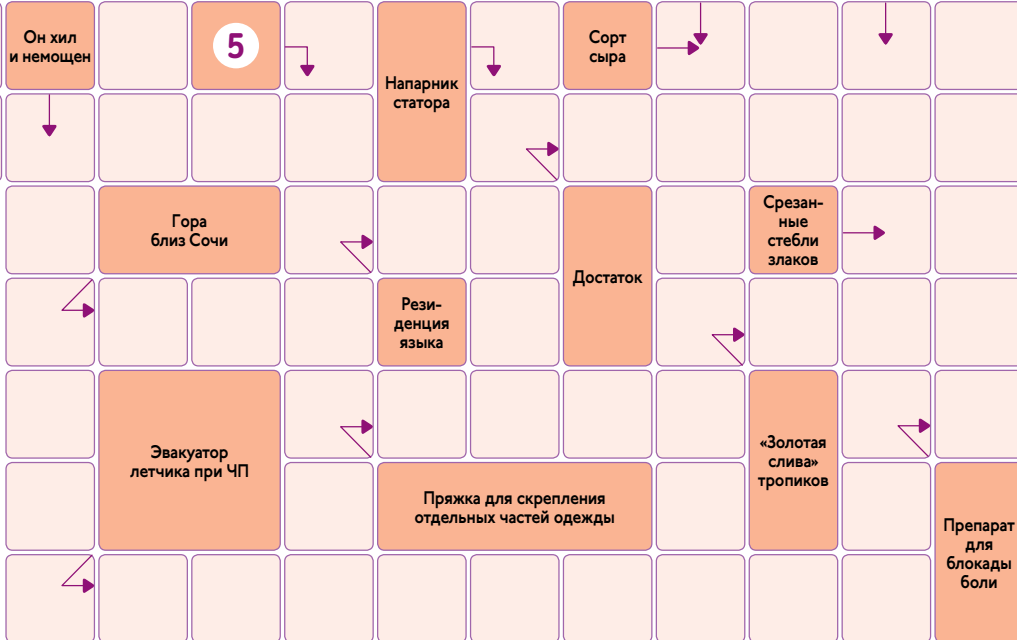 Он хил
и немощен
5
Напарник
статора
Сорт
сыра
Гора
близ Сочи
Достаток
Срезан-
ные
стебли
злаков
Рези-
денция
языка
Эвакуатор
летчика при ЧП
«Золотая
слива»
тропиков
Пряжка для скрепления
отдельных частей одежды
Препарат
для
блокады
боли